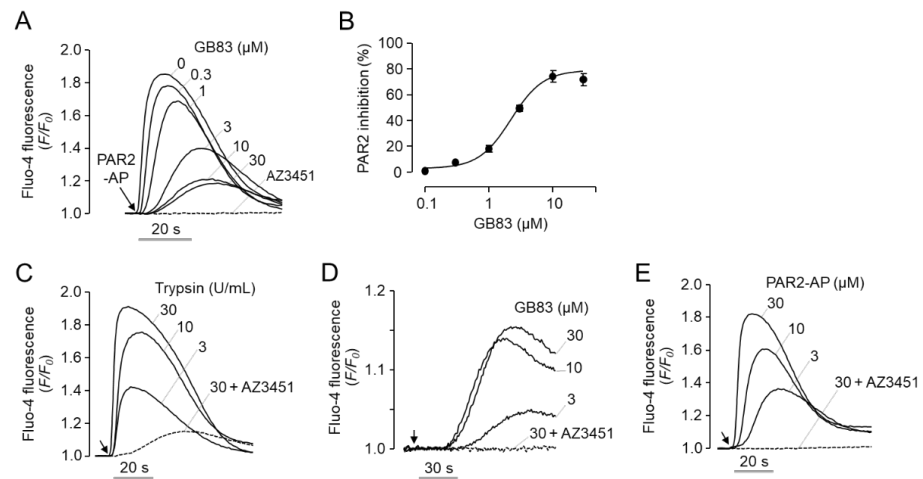 A
GB83 (µM)
2.0
1.8
1.6
1.4
1.2
1.0
Fluo-4 fluorescence
(F/F0)
0
0.3
1
3
10
30
AZ3451
PAR2
-AP
20 s
B
100
80
60
40
20
0
PAR2 inhibition (%)
0.1
1
10
GB83 (µM)
C
Trypsin (U/mL)
2.0
1.8
1.6
1.4
1.2
1.0
Fluo-4 fluorescence
(F/F0)
30
10
3
30 + AZ3451
20 s
D
GB83
(µM)
1.2
1.1
1.0
Fluo-4 fluorescence
(F/F0)
30
10
3
30 + AZ3451
30 s
E
PAR2-AP (µM)
2.0
1.8
1.6
1.4
1.2
1.0
Fluo-4 fluorescence
(F/F0)
30
10
3
30 + AZ3451
20 s